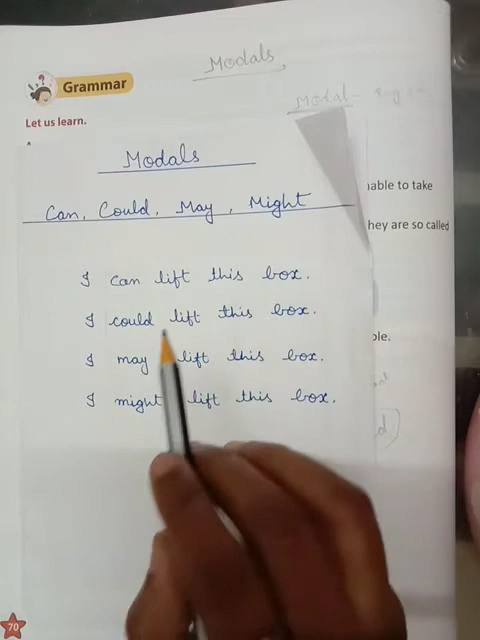 Modals
Grammar
Modal -
Let us learn.
Modals
Can, Could, May, Might
able to take
hey are so called
I can lift this box.
I could lift this box.
I may lift this box.
I might lift this box.
70